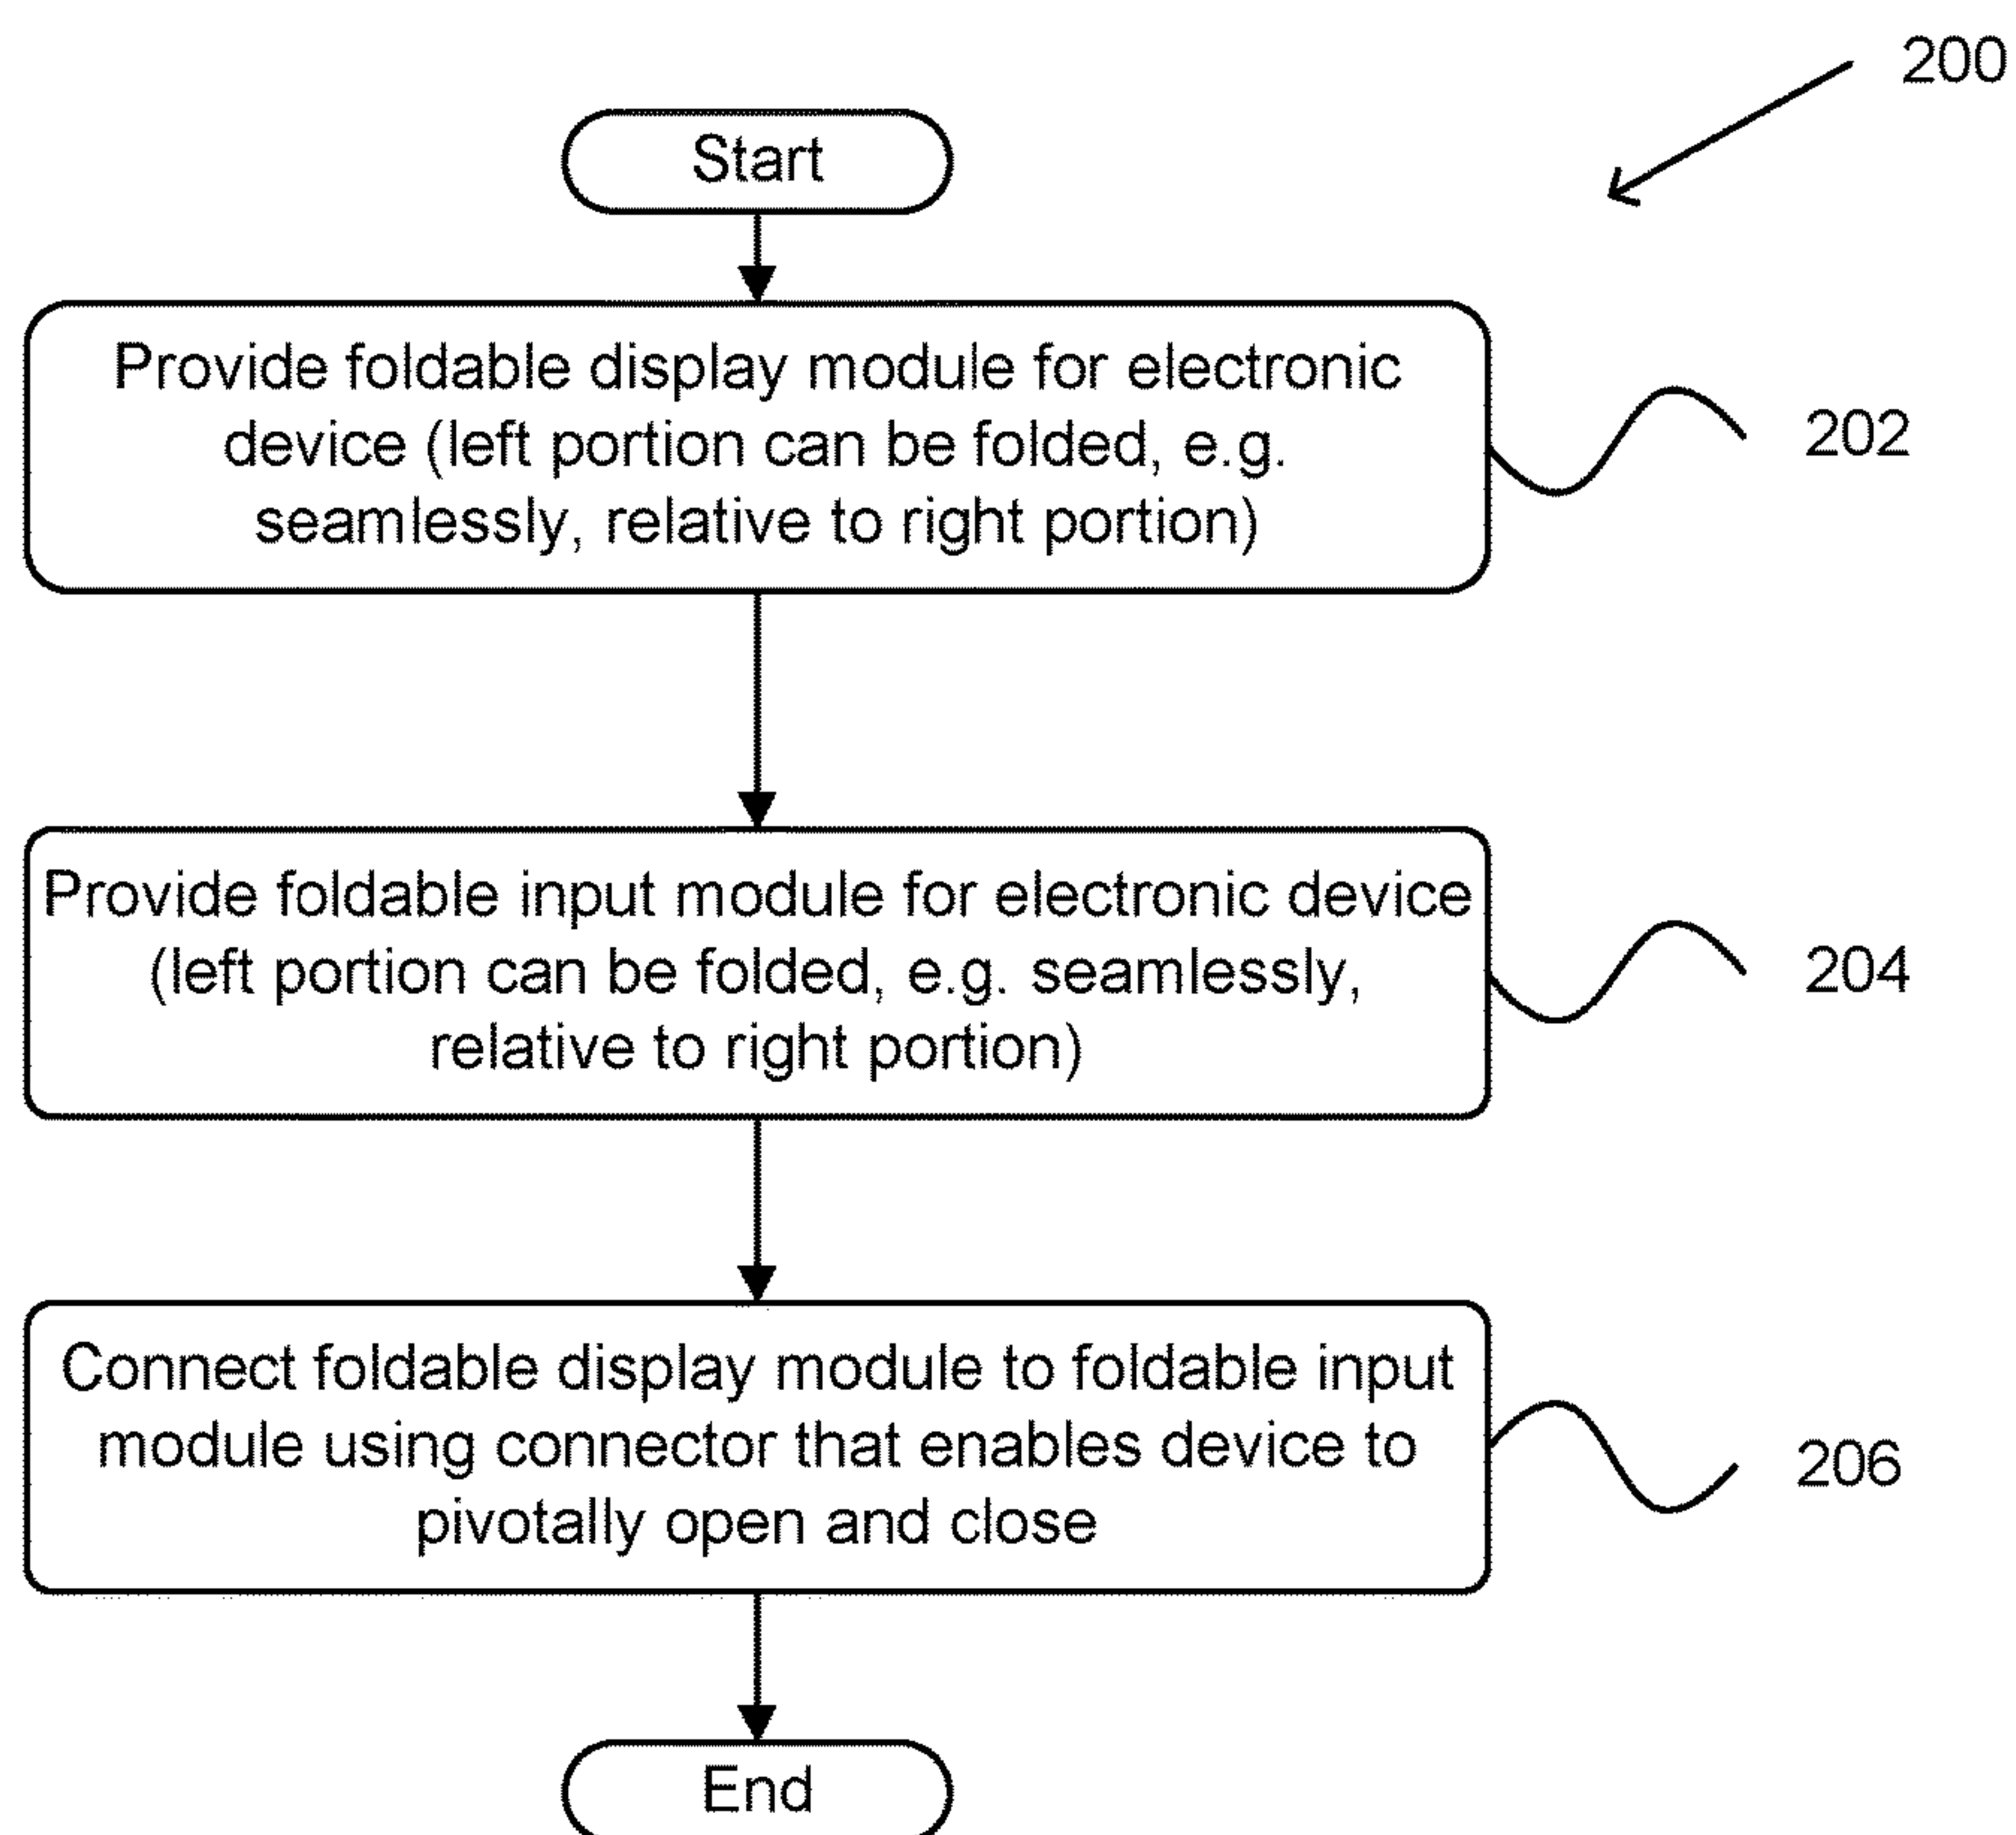 200
Start
Provide foldable display module for electronic
device (left portion can be folded, e.g.
seamlessly, relative to right portion)
202
Provide foldable input module for electronic device
(left portion can be folded, e.g. seamlessly,
relative to right portion)
204
Connect foldable display module to foldable input
module using connector that enables device to
pivotally open and close
206
End